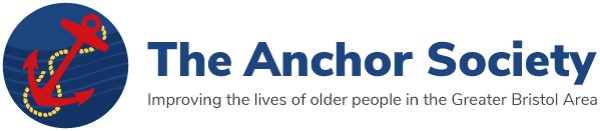 The Anchor Society
Improving the lives of older people in the Greater Bristol Area